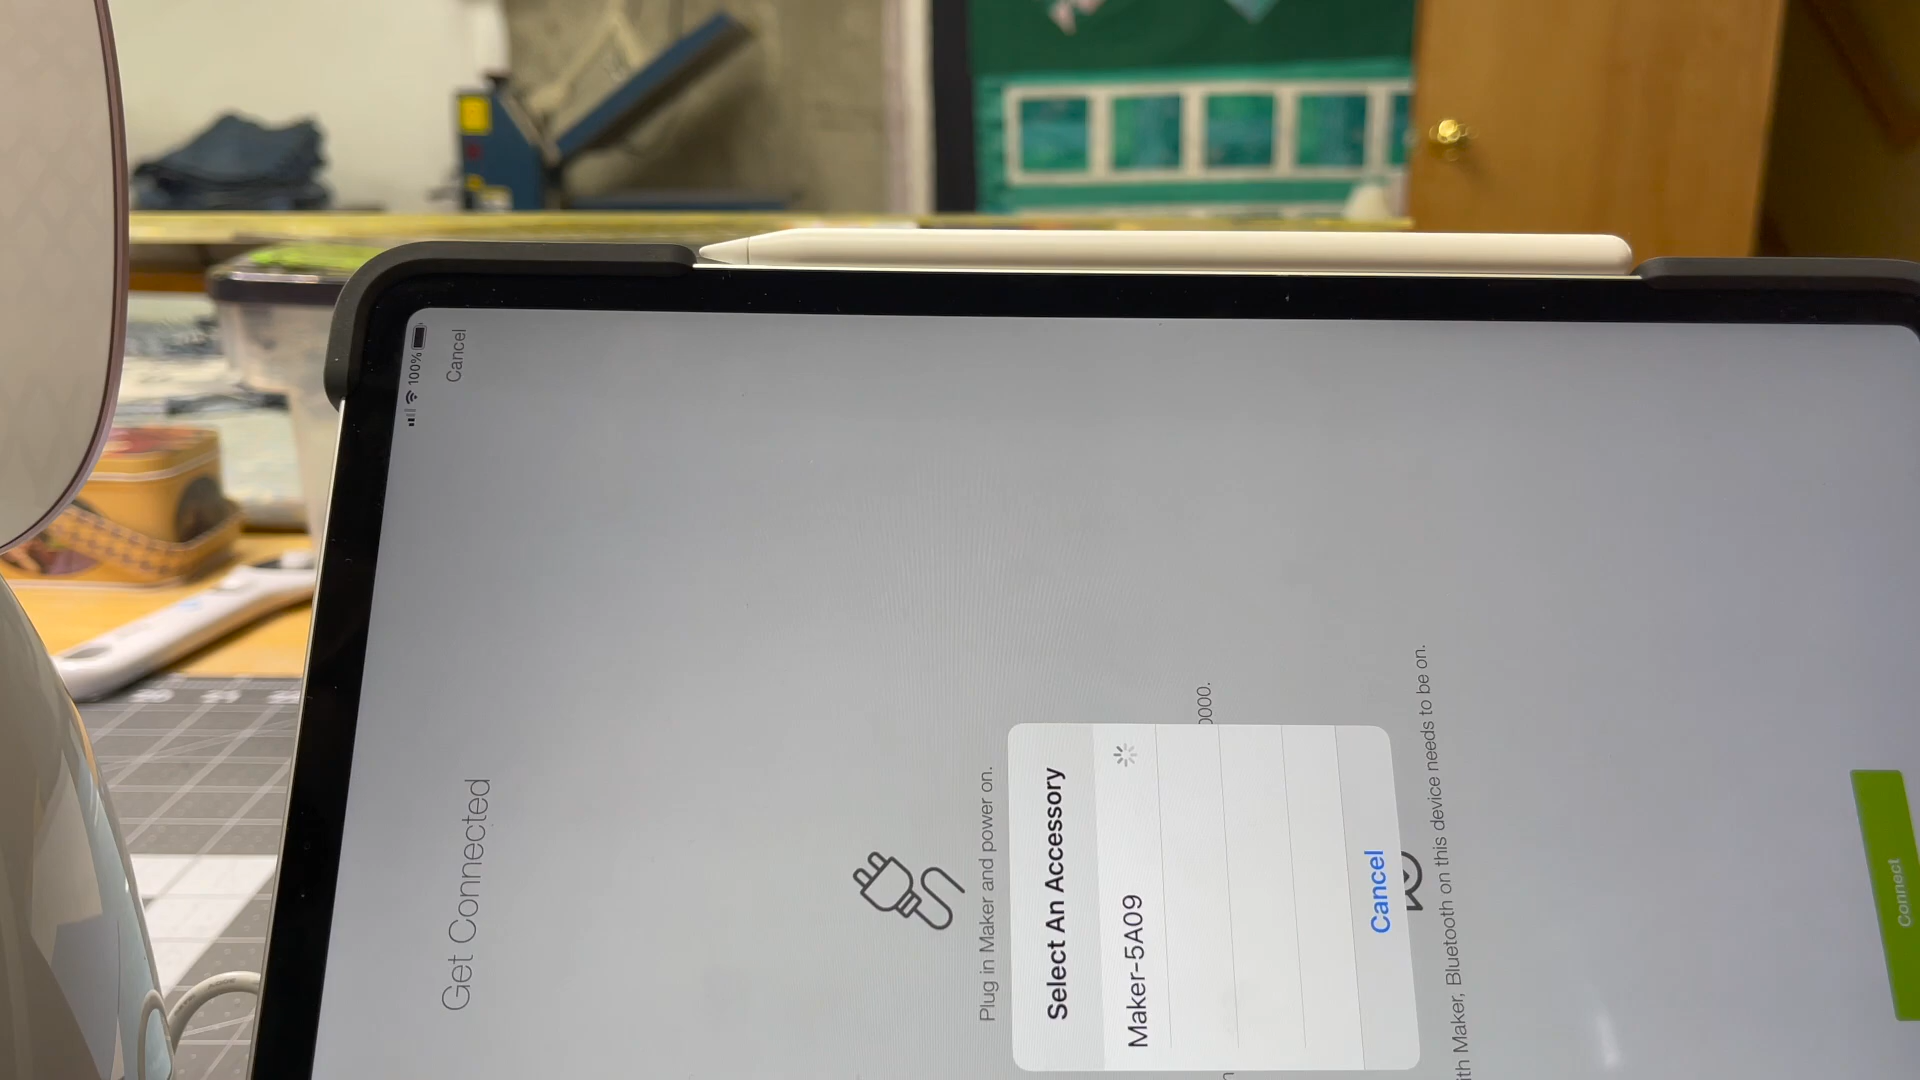 100%
Cancel
Get Connected
Plug in Maker and power on.
Select An Accessory
Maker-5A09
0000.
Cancel
Maker, Bluetooth on this device needs to be on.
Connect